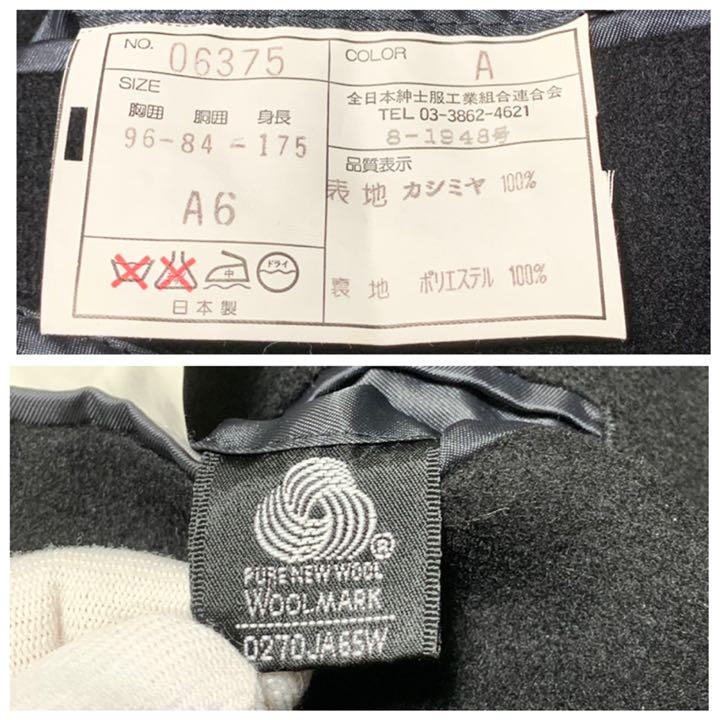 NO. 06375
COLOR A
SIZE
胸囲 胴囲 身長
96-84-175
A6
日本製
全日本紳士服工業組合連合会
TEL 03-3862-4621
8-1948号
品質表示
表地 カシミヤ 100%
裏地 ポリエステル 100%
中
ドライ
PURE NEW WOOL
WOOLMARK
0270JA65W